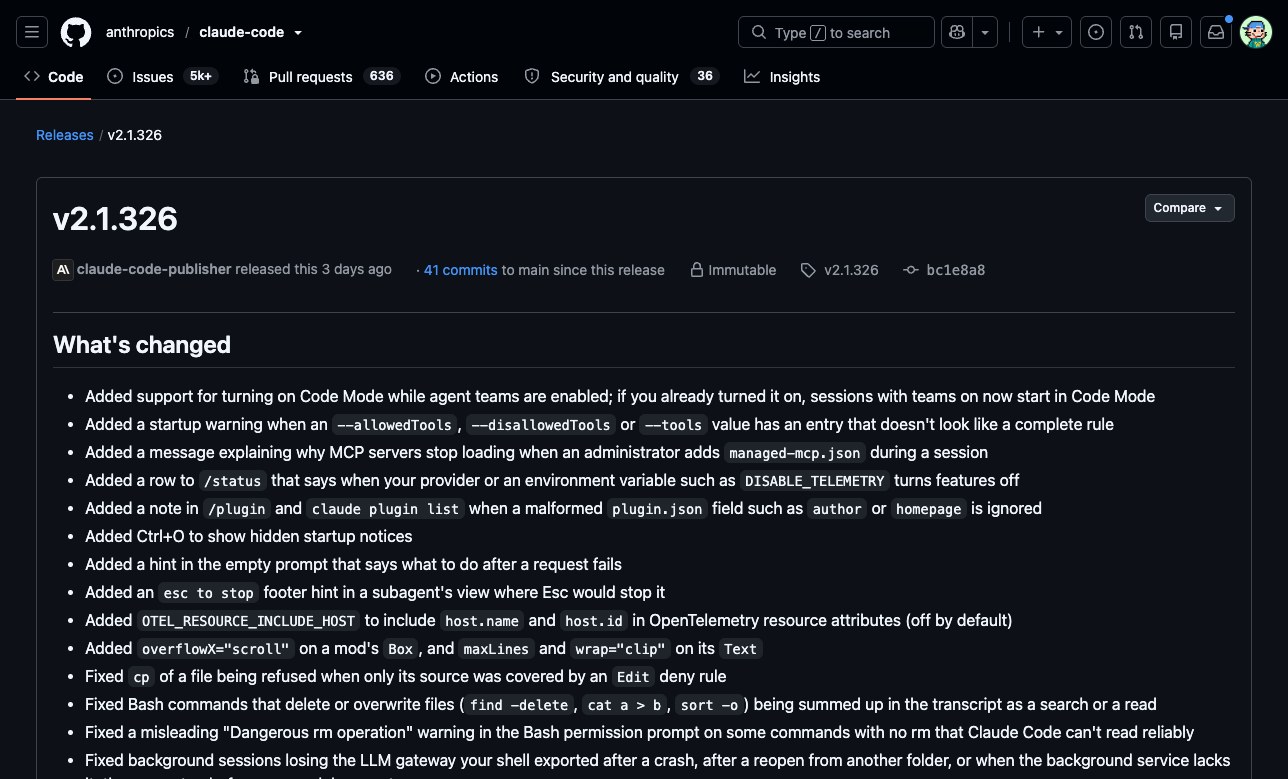 anthropics / claude-code
Type / to search
Code
Issues 5k+
Pull requests 636
Actions
Security and quality 36
Insights
Releases / v2.1.326
v2.1.326
Compare
claude-code-publisher released this 3 days ago · 41 commits to main since this release Immutable v2.1.326 bc1e8a8
What's changed
• Added support for turning on Code Mode while agent teams are enabled; if you already turned it on, sessions with teams on now start in Code Mode
• Added a startup warning when an --allowedTools, --disallowedTools or --tools value has an entry that doesn't look like a complete rule
• Added a message explaining why MCP servers stop loading when an administrator adds managed-mcp.json during a session
• Added a row to /status that says when your provider or an environment variable such as DISABLE_TELEMETRY turns features off
• Added a note in /plugin and claude plugin list when a malformed plugin.json field such as author or homepage is ignored
• Added Ctrl+O to show hidden startup notices
• Added a hint in the empty prompt that says what to do after a request fails
• Added an esc to stop footer hint in a subagent's view where Esc would stop it
• Added OTEL_RESOURCE_INCLUDE_HOST to include host.name and host.id in OpenTelemetry resource attributes (off by default)
• Added overflowX="scroll" on a mod's Box, and maxLines and wrap="clip" on its Text
• Fixed cp of a file being refused when only its source was covered by an Edit deny rule
• Fixed Bash commands that delete or overwrite files (find -delete, cat a > b, sort -o) being summed up in the transcript as a search or a read
• Fixed a misleading "Dangerous rm operation" warning in the Bash permission prompt on some commands with no rm that Claude Code can't read reliably
• Fixed background sessions losing the LLM gateway your shell exported after a crash, after a reopen from another folder, or when the background service lacks